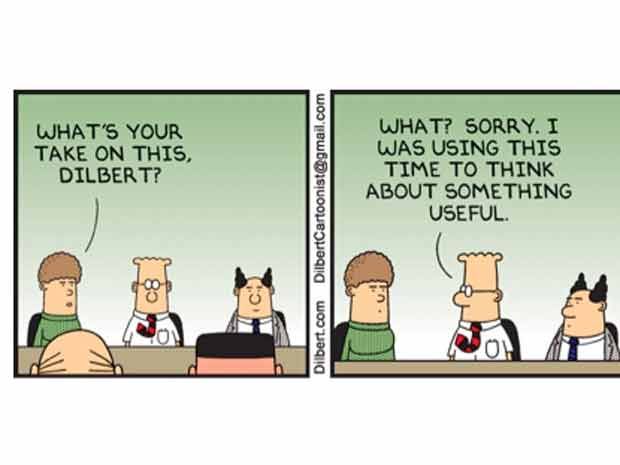 WHAT'S YOUR
TAKE ON THIS,
DILBERT?
Dilbert.com DilbertCartoonist@gmail.com
WHAT? SORRY. I
WAS USING THIS
TIME TO THINK
ABOUT SOMETHING
USEFUL.